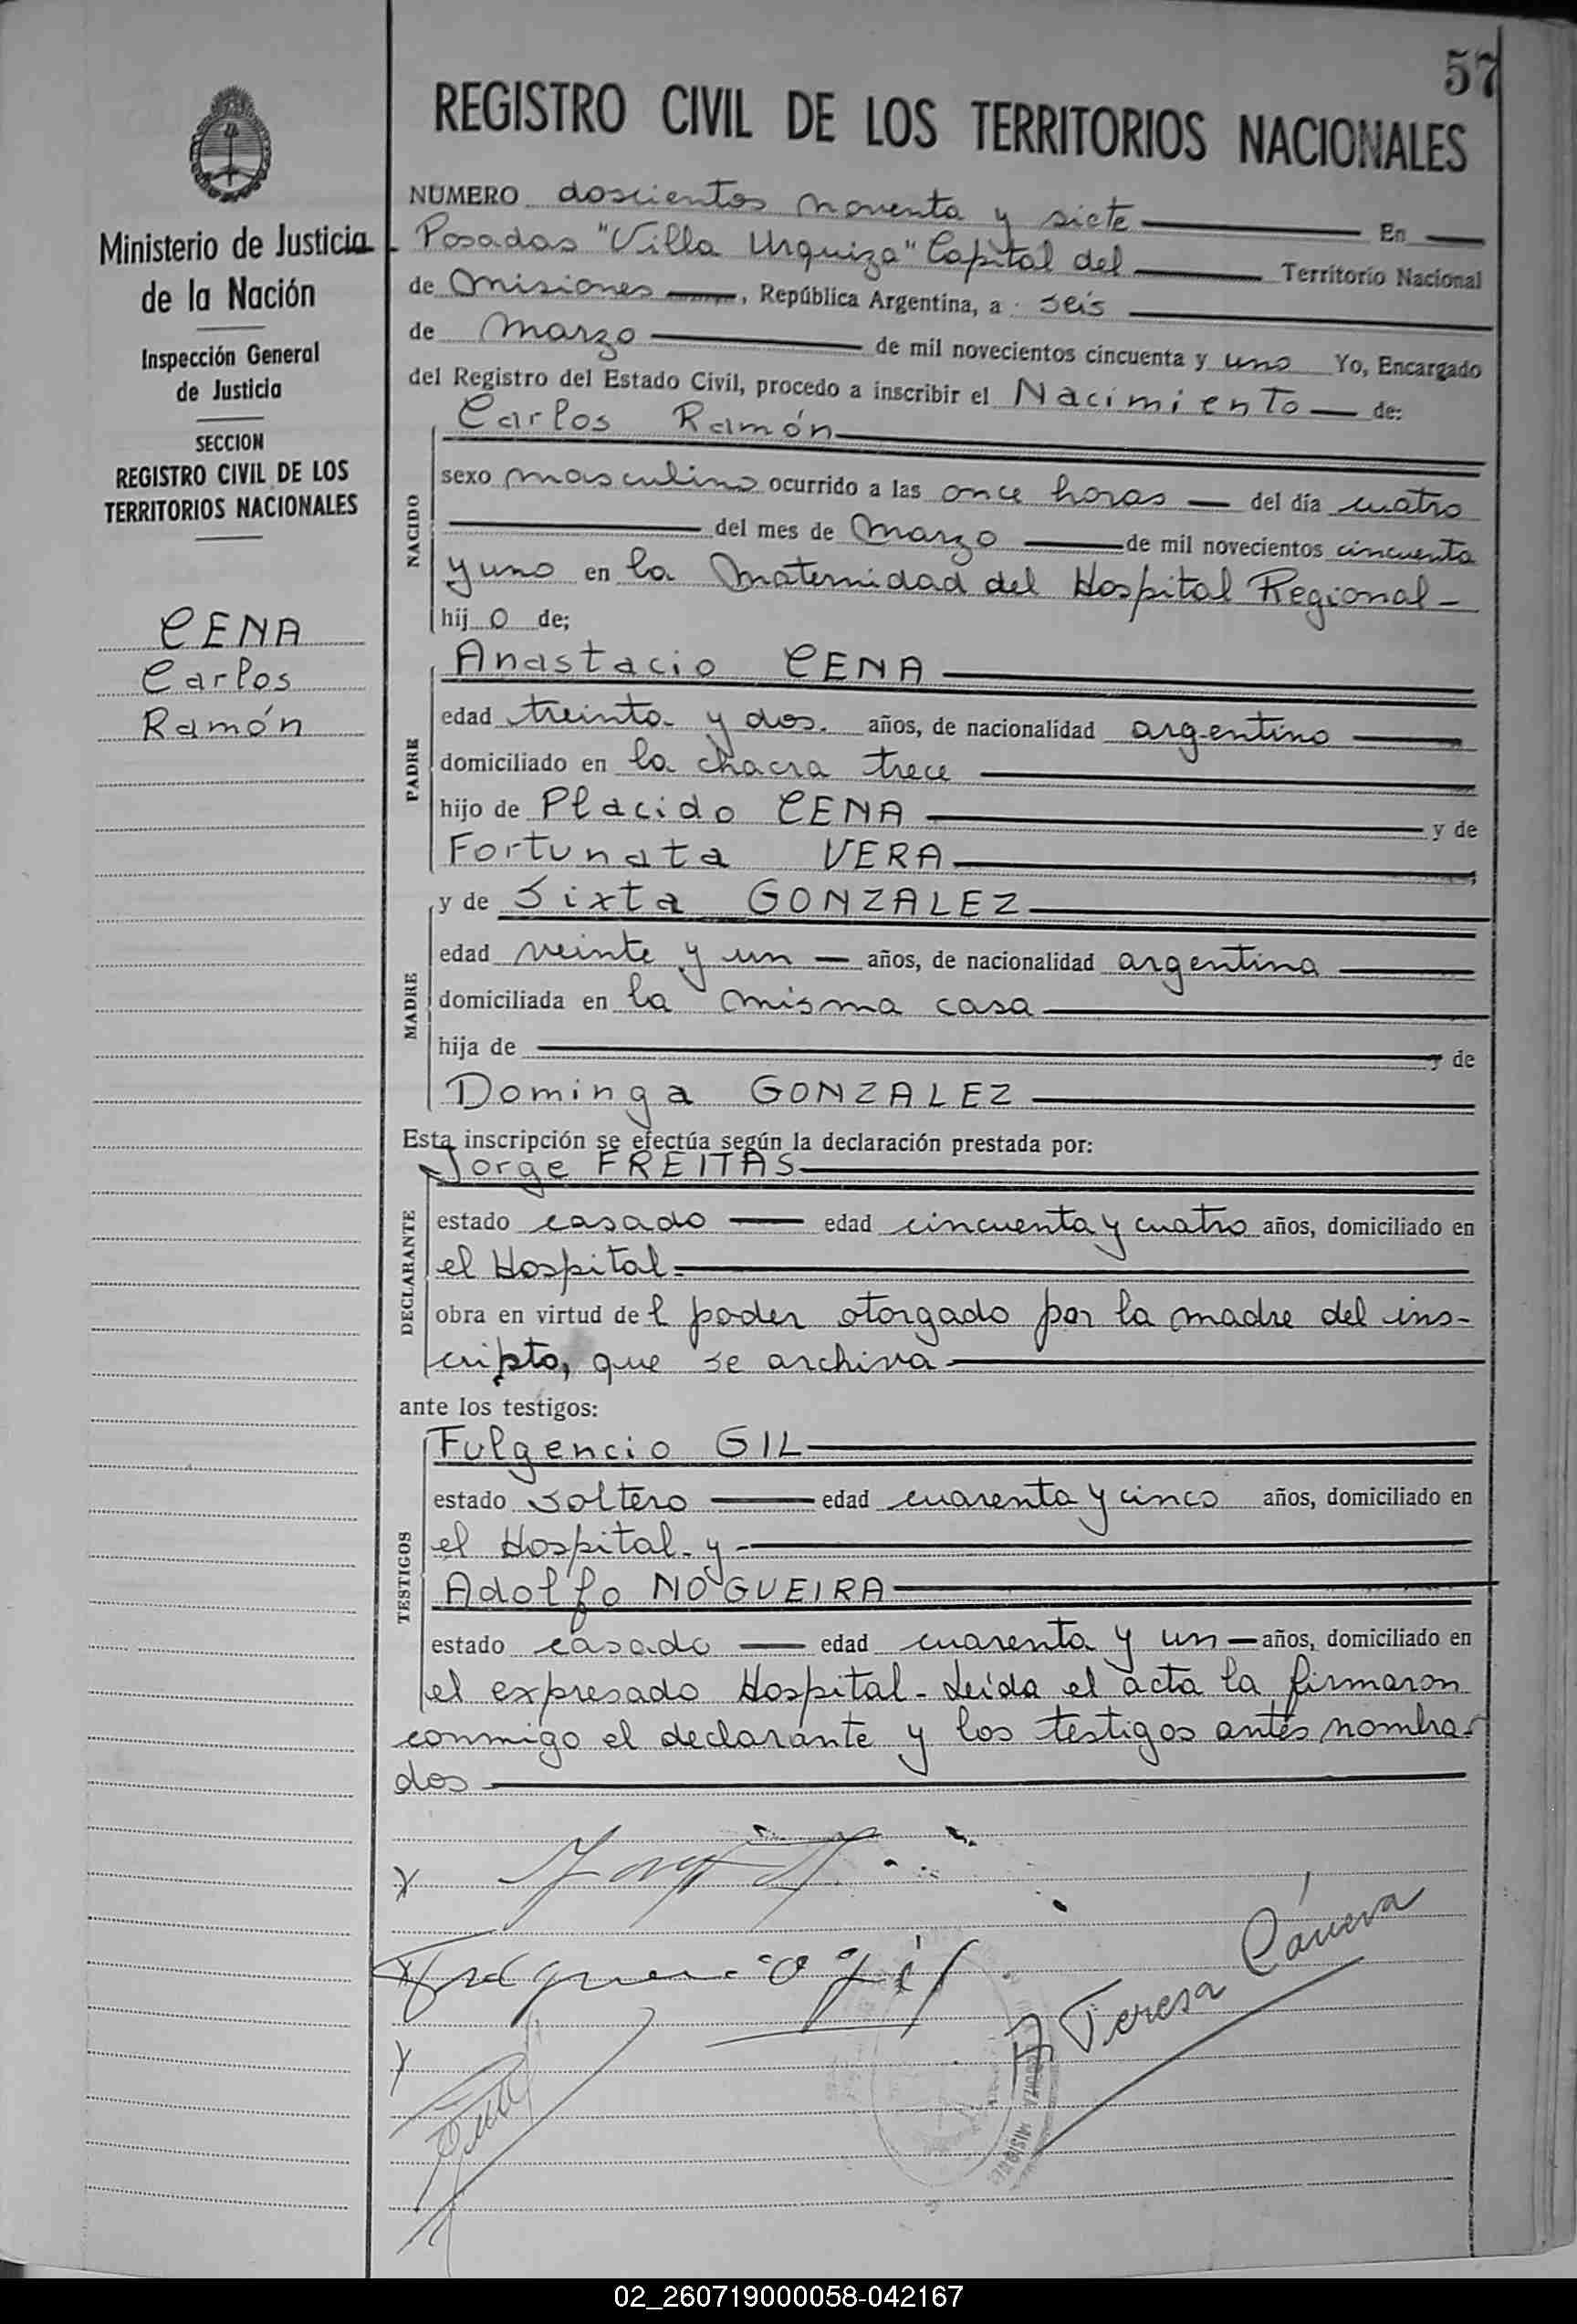 57
REGISTRO CIVIL DE LOS TERRITORIOS NACIONALES
Ministerio de Justicia
de la Nación
Inspección General
de Justicia
SECCION
REGISTRO CIVIL DE LOS
TERRITORIOS NACIONALES
CENA
Carlos
Ramón
NUMERO doscientos noventa y siete En
Posadas "Villa Urquiza" Capital del Territorio Nacional
de Misiones, República Argentina, a seis
de Marzo de mil novecientos cincuenta y uno Yo, Encargado
del Registro del Estado Civil, procedo a inscribir el Nacimiento de:
NACIDO
Carlos Ramón
sexo masculino ocurrido a las once horas del día cuatro
del mes de Marzo de mil novecientos cincuenta
y uno en la Maternidad del Hospital Regional
hijo de;
PADRE
Anastacio CENA
edad treinta y dos. años, de nacionalidad argentino
domiciliado en la chacra trece
hijo de Placido CENA y de
Fortunata VERA
MADRE
y de Sixta GONZALEZ
edad veinte y un años, de nacionalidad argentina
domiciliada en la misma casa
hija de y de
Dominga GONZALEZ
Esta inscripción se efectúa según la declaración prestada por:
DECLARANTE
Jorge FREITAS
estado casado edad cincuenta y cuatro años, domiciliado en
el Hospital.
obra en virtud del poder otorgado por la madre del ins-
cripto, que se archiva
ante los testigos:
TESTIGOS
Fulgencio GIL
estado soltero edad cuarenta y cinco años, domiciliado en
el Hospital. y
Adolfo NOGUEIRA
estado casado edad cuarenta y un años, domiciliado en
el expresado Hospital. Leida el acta la firmaron
conmigo el declarante y los testigos antes nombra-
dos
A Teresa Cáneva
MISIONES
02_260719000058-042167